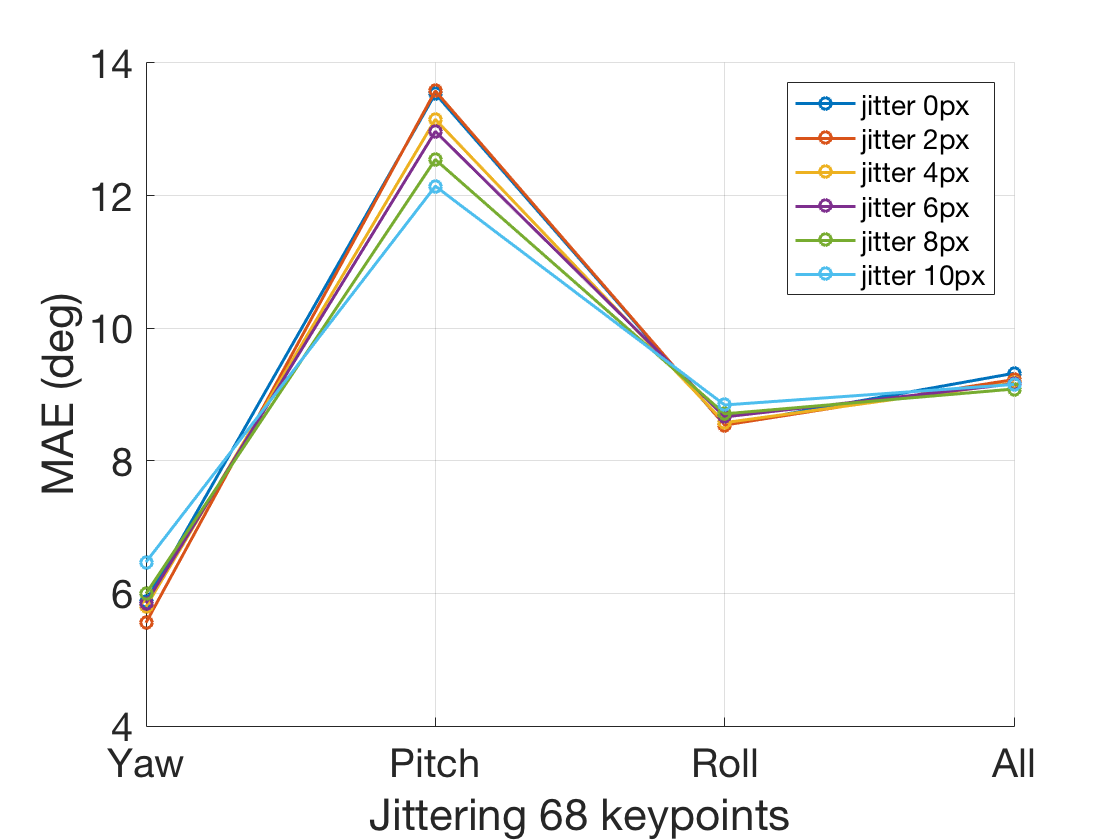 14
12
10
8
6
4
MAE (deg)
jitter 0px
jitter 2px
jitter 4px
jitter 6px
jitter 8px
jitter 10px
Yaw Pitch Roll All
Jittering 68 keypoints